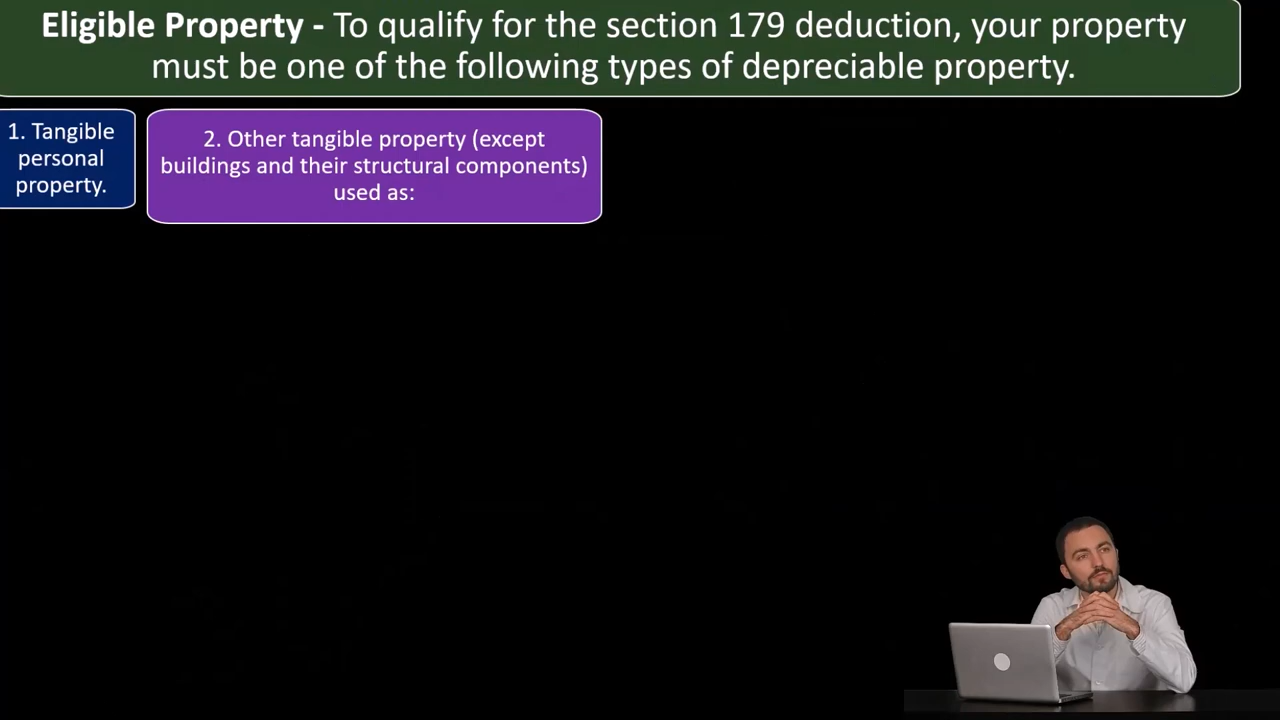 Eligible Property - To qualify for the section 179 deduction, your property
must be one of the following types of depreciable property.
1. Tangible
personal
property.
2. Other tangible property (except
buildings and their structural components)
used as: